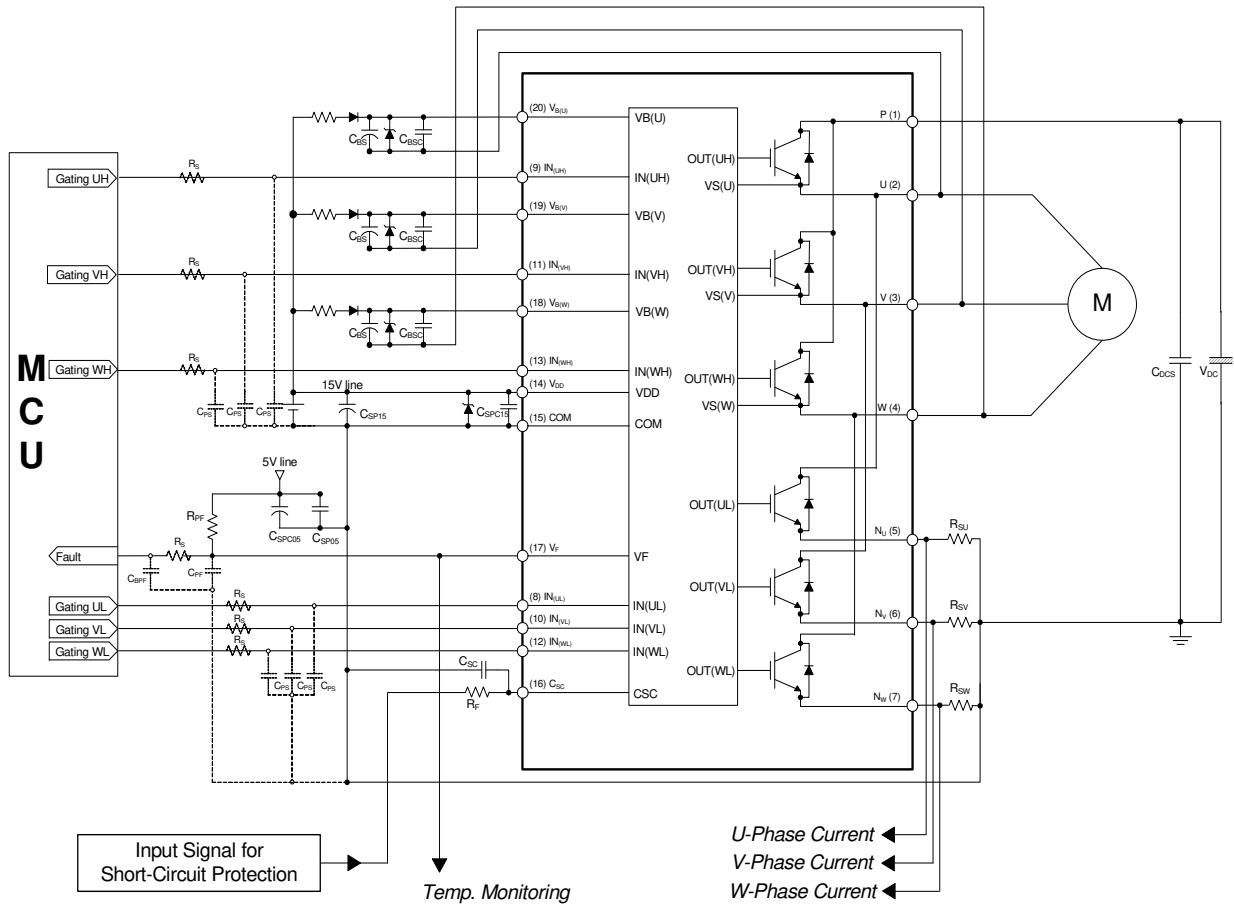 MCU
Gating UH
Gating VH
Gating WH
Fault
Gating UL
Gating VL
Gating WL
RS
RS
RS
RS
RS
RS
RS
CBS
CBSC
CBS
CBSC
CBS
CBSC
CPS
CPS
CPS
15V line
CSP15
CSPC15
5V line
RPF
CSPC05
CSP05
CBPF
CPF
CPS
CPS
CPS
CSC
RF
(20) VB(U)
(9) IN(UH)
(19) VB(V)
(11) IN(VH)
(18) VB(W)
(13) IN(WH)
(14) VDD
(15) COM
(17) VF
(8) IN(UL)
(10) IN(VL)
(12) IN(WL)
(16) CSC
VB(U)
IN(UH)
VB(V)
IN(VH)
VB(W)
IN(WH)
VDD
COM
VF
IN(UL)
IN(VL)
IN(WL)
CSC
OUT(UH)
VS(U)
OUT(VH)
VS(V)
OUT(WH)
VS(W)
OUT(UL)
OUT(VL)
OUT(WL)
P (1)
U (2)
V (3)
W (4)
NU (5)
NV (6)
NW (7)
RSU
RSV
RSW
M
CDCS
VDC
Input Signal for
Short-Circuit Protection
Temp. Monitoring
U-Phase Current
V-Phase Current
W-Phase Current